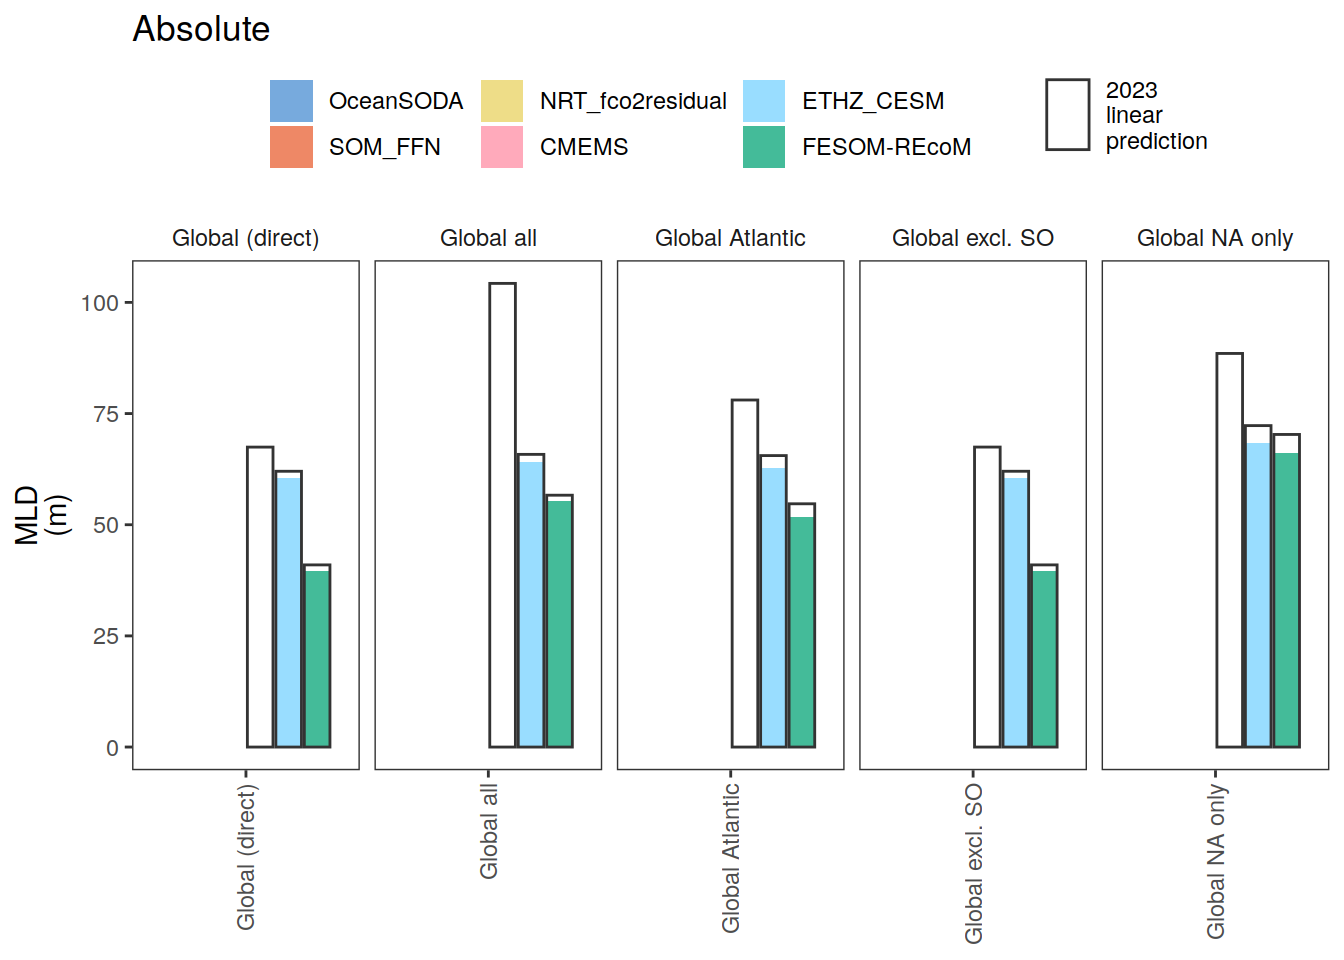 Absolute
OceanSODA
NRT_fco2residual
ETHZ_CESM
SOM_FFN
CMEMS
FESOM-REcoM
2023
linear
prediction
Global (direct)
Global all
Global Atlantic
Global excl. SO
Global NA only
MLD
(m)
100
75
50
25
0
Global (direct)
Global all
Global Atlantic
Global excl. SO
Global NA only